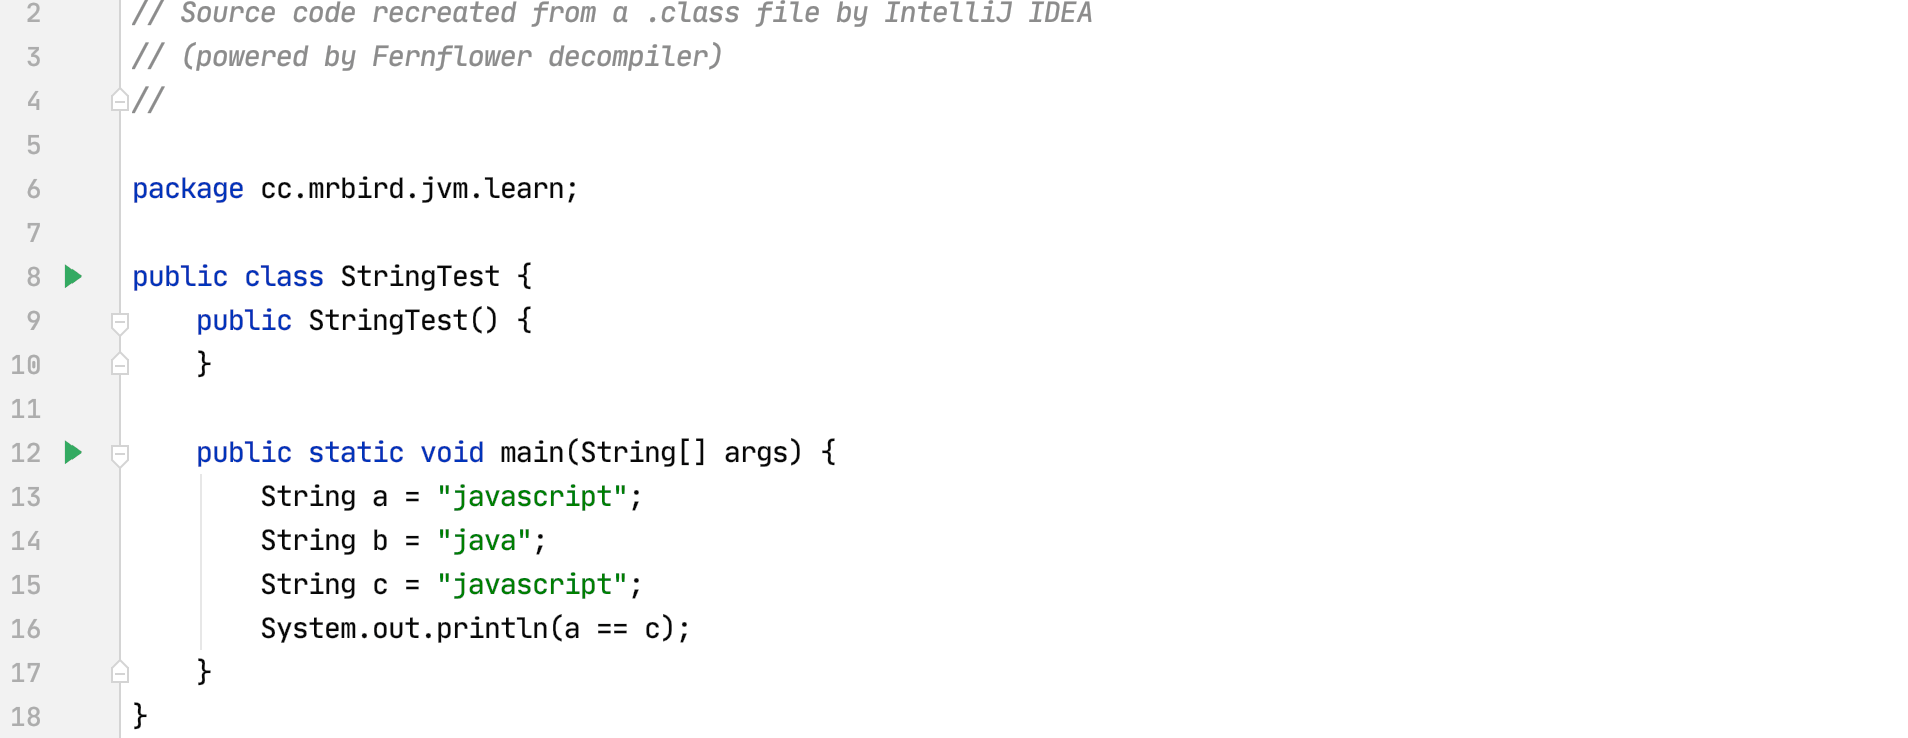 2 // Source code recreated from a .class file by IntelliJ IDEA
3 // (powered by Fernflower decompiler)
4 //
5
6 package cc.mrbird.jvm.learn;
7
8 public class StringTest {
9     public StringTest() {
10     }
11
12     public static void main(String[] args) {
13         String a = "javascript";
14         String b = "java";
15         String c = "javascript";
16         System.out.println(a == c);
17     }
18 }